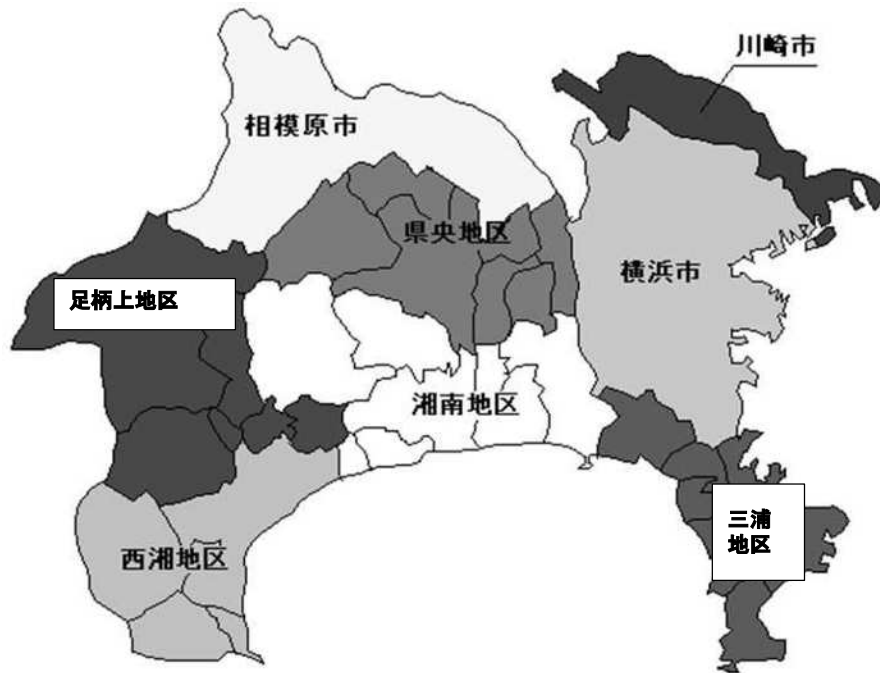 川崎市
相模原市
県央地区
横浜市
足柄上地区
湘南地区
三浦
地区
西湘地区